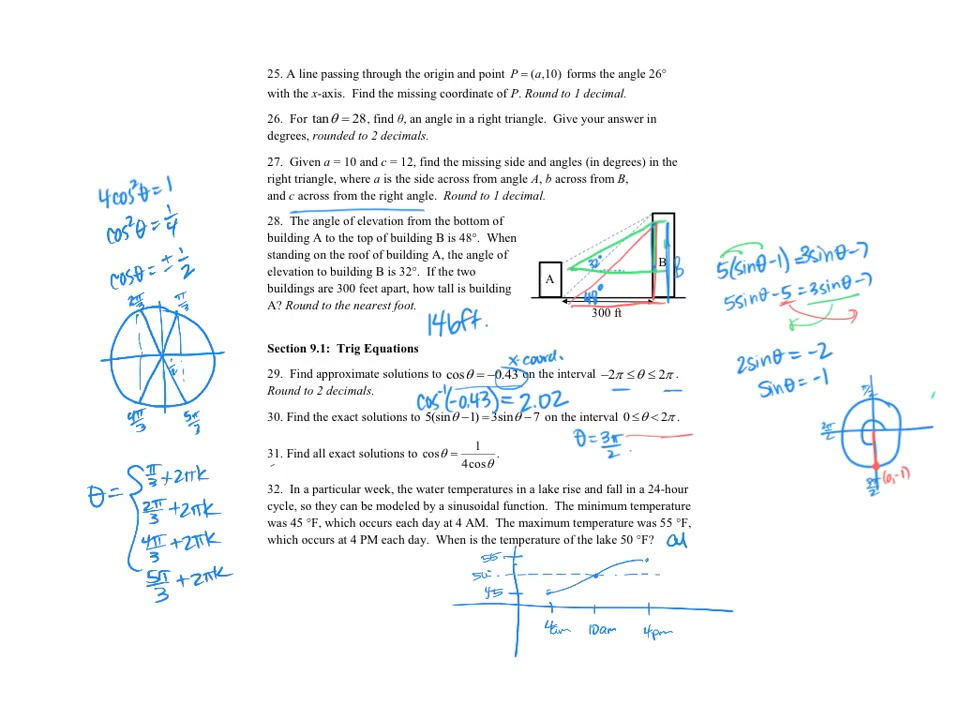 25. A line passing through the origin and point P = (a,10) forms the angle 26°
with the x-axis. Find the missing coordinate of P. Round to 1 decimal.
26. For tan θ = 28, find θ, an angle in a right triangle. Give your answer in
degrees, rounded to 2 decimals.
27. Given a = 10 and c = 12, find the missing side and angles (in degrees) in the
right triangle, where a is the side across from angle A, b across from B,
and c across from the right angle. Round to 1 decimal.
4cos²θ = 1
cos²θ = 1/4
cosθ = ± 1/2
2π/3 π/3
4π/3 5π/3
28. The angle of elevation from the bottom of
building A to the top of building B is 48°. When
standing on the roof of building A, the angle of
elevation to building B is 32°. If the two
buildings are 300 feet apart, how tall is building
A? Round to the nearest foot.
146ft.
A
B
B
32°
48°
300 ft
5(sinθ-1)=3sinθ-7
5sinθ-5=3sinθ-7
2sinθ = -2
sinθ = -1
Section 9.1: Trig Equations
x-coord.
29. Find approximate solutions to cos θ = −0.43 on the interval −2π ≤ θ ≤ 2π.
Round to 2 decimals.
cos⁻¹(-0.43) = 2.02
30. Find the exact solutions to 5(sin θ − 1) = 3 sin θ − 7 on the interval 0 ≤ θ < 2π.
θ = 3π/2
π/2
(0,-1)
31. Find all exact solutions to cos θ = 1/(4 cos θ).
θ = { π/3 + 2πk
2π/3 + 2πk
4π/3 + 2πk
5π/3 + 2πk
32. In a particular week, the water temperatures in a lake rise and fall in a 24-hour
cycle, so they can be modeled by a sinusoidal function. The minimum temperature
was 45 °F, which occurs each day at 4 AM. The maximum temperature was 55 °F,
which occurs at 4 PM each day. When is the temperature of the lake 50 °F?
55
50
45
4am 10am 4pm